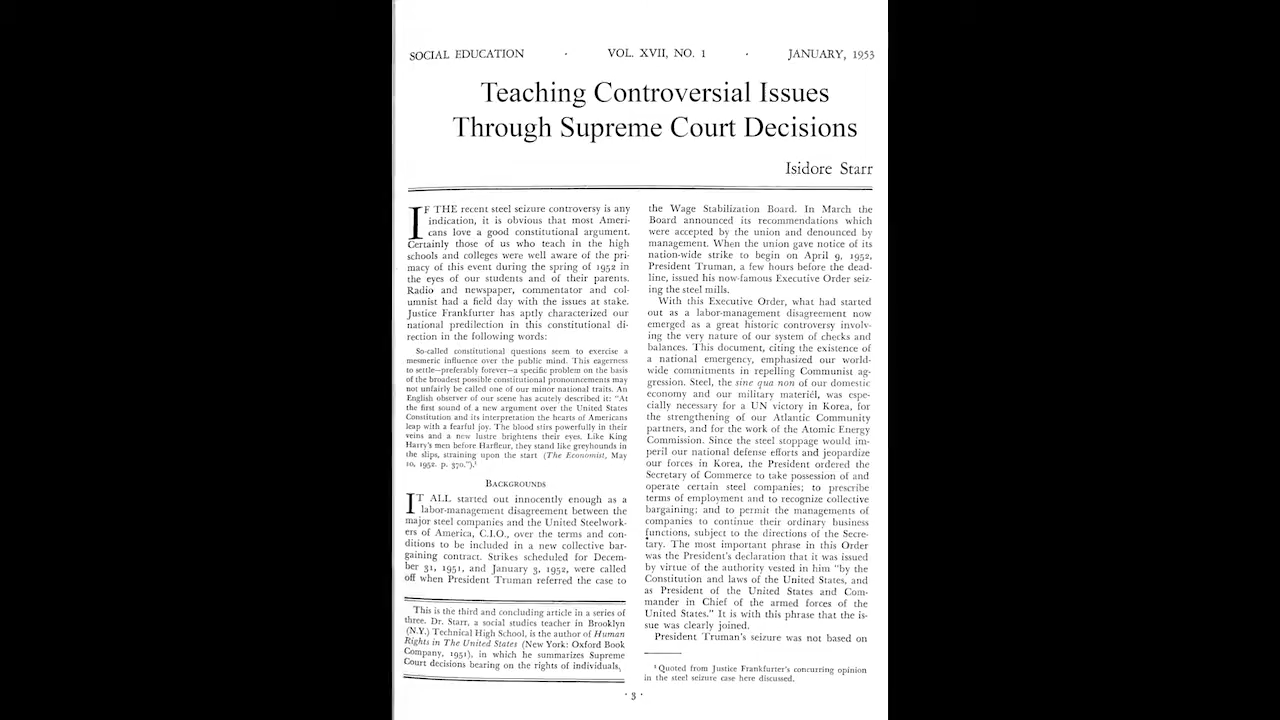 SOCIAL EDUCATION · VOL. XVII, NO. 1 · JANUARY, 1953
Teaching Controversial Issues
Through Supreme Court Decisions
Isidore Starr
IF THE recent steel seizure controversy is any
indication, it is obvious that most Ameri-
cans love a good constitutional argument.
Certainly those of us who teach in the high
schools and colleges were well aware of the pri-
macy of this event during the spring of 1952 in
the eyes of our students and of their parents.
Radio and newspaper, commentator and col-
umnist had a field day with the issues at stake.
Justice Frankfurter has aptly characterized our
national predilection in this constitutional di-
rection in the following words:
So-called constitutional questions seem to exercise a
mesmeric influence over the public mind. This eagerness
to settle—preferably forever—a specific problem on the basis
of the broadest possible constitutional pronouncements may
not unfairly be called one of our minor national traits. An
English observer of our scene has acutely described it: "At
the first sound of a new argument over the United States
Constitution and its interpretation the hearts of Americans
leap with a fearful joy. The blood stirs powerfully in their
veins and a new lustre brightens their eyes. Like King
Harry's men before Harfleur, they stand like greyhounds in
the slips, straining upon the start (The Economist, May
10, 1952. p. 370.").¹
BACKGROUNDS
IT ALL started out innocently enough as a
labor-management disagreement between the
major steel companies and the United Steelwork-
ers of America, C.I.O., over the terms and con-
ditions to be included in a new collective bar-
gaining contract. Strikes scheduled for Decem-
ber 31, 1951, and January 3, 1952, were called
off when President Truman referred the case to
This is the third and concluding article in a series of
three. Dr. Starr, a social studies teacher in Brooklyn
(N.Y.) Technical High School, is the author of Human
Rights in The United States (New York: Oxford Book
Company, 1951), in which he summarizes Supreme
Court decisions bearing on the rights of individuals,
the Wage Stabilization Board. In March the
Board announced its recommendations which
were accepted by the union and denounced by
management. When the union gave notice of its
nation-wide strike to begin on April 9, 1952,
President Truman, a few hours before the dead-
line, issued his now-famous Executive Order seiz-
ing the steel mills.
With this Executive Order, what had started
out as a labor-management disagreement now
emerged as a great historic controversy involv-
ing the very nature of our system of checks and
balances. This document, citing the existence of
a national emergency, emphasized our world-
wide commitments in repelling Communist ag-
gression. Steel, the sine qua non of our domestic
economy and our military materiél, was espe-
cially necessary for a UN victory in Korea, for
the strengthening of our Atlantic Community
partners, and for the work of the Atomic Energy
Commission. Since the steel stoppage would im-
peril our national defense efforts and jeopardize
our forces in Korea, the President ordered the
Secretary of Commerce to take possession of and
operate certain steel companies; to prescribe
terms of employment and to recognize collective
bargaining; and to permit the managements of
companies to continue their ordinary business
functions, subject to the directions of the Secre-
tary. The most important phrase in this Order
was the President's declaration that it was issued
by virtue of the authority vested in him "by the
Constitution and laws of the United States, and
as President of the United States and Com-
mander in Chief of the armed forces of the
United States." It is with this phrase that the is-
sue was clearly joined.
President Truman's seizure was not based on
¹ Quoted from Justice Frankfurter's concurring opinion
in the steel seizure case here discussed.
· 3 ·